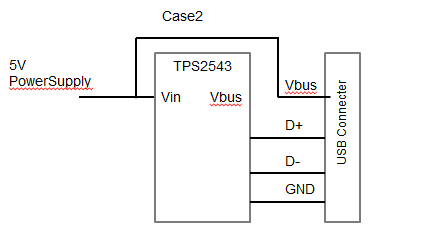 Case2
5V
PowerSupply
TPS2543
Vin
Vbus
Vbus
D+
D-
GND
USB Connecter